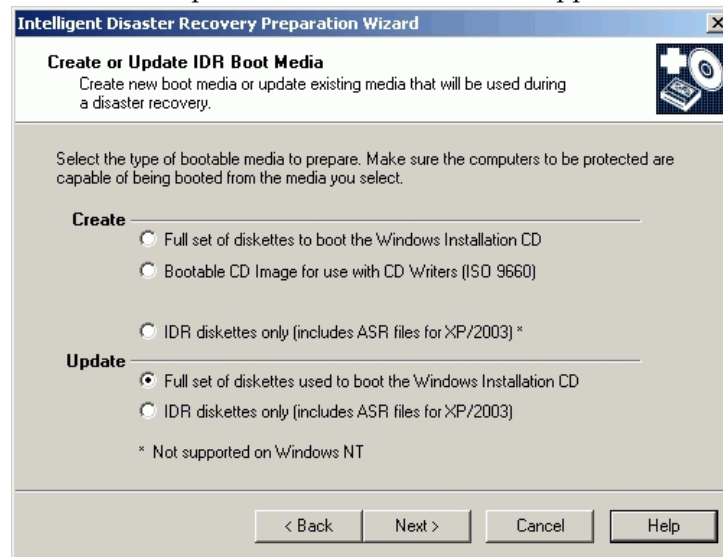 Intelligent Disaster Recovery Preparation Wizard
Create or Update IDR Boot Media
Create new boot media or update existing media that will be used during
a disaster recovery.
Select the type of bootable media to prepare. Make sure the computers to be protected are
capable of being booted from the media you select.
Create
Full set of diskettes to boot the Windows Installation CD
Bootable CD Image for use with CD Writers (ISO 9660)
IDR diskettes only (includes ASR files for XP/2003) *
Update
Full set of diskettes used to boot the Windows Installation CD
IDR diskettes only (includes ASR files for XP/2003)
* Not supported on Windows NT
< Back Next > Cancel Help